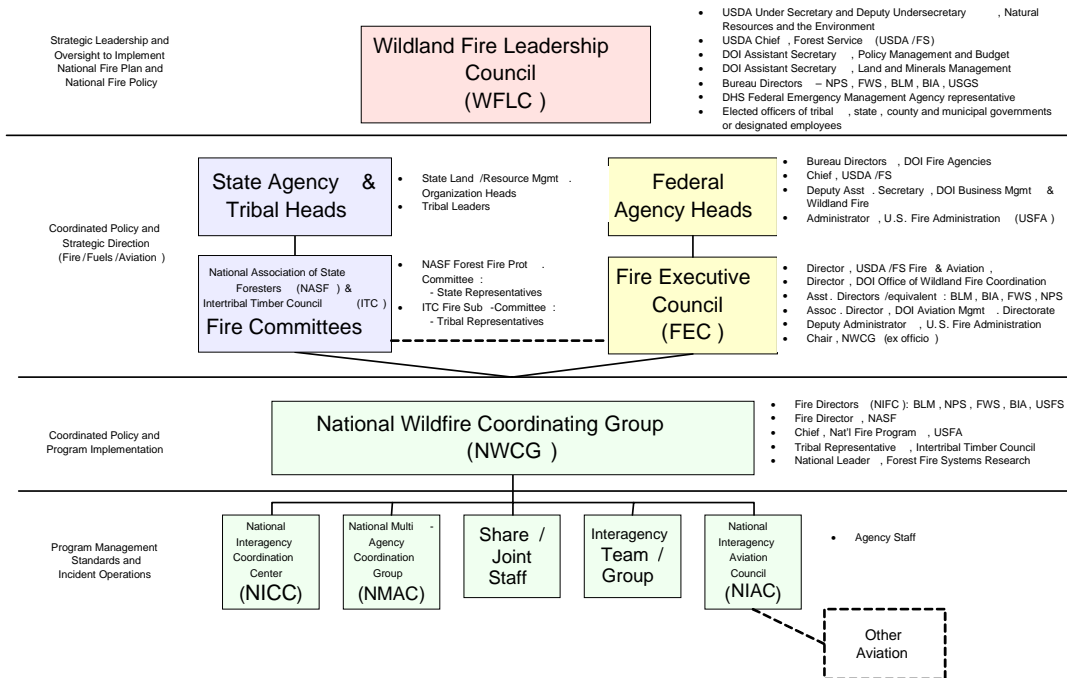 Strategic Leadership and
Oversight to Implement
National Fire Plan and
National Fire Policy
Wildland Fire Leadership
Council
(WFLC )
• USDA Under Secretary and Deputy Undersecretary , Natural
Resources and the Environment
• USDA Chief , Forest Service (USDA /FS)
• DOI Assistant Secretary , Policy Management and Budget
• DOI Assistant Secretary , Land and Minerals Management
• Bureau Directors – NPS , FWS , BLM , BIA , USGS
• DHS Federal Emergency Management Agency representative
• Elected officers of tribal , state , county and municipal governments
or designated employees
Coordinated Policy and
Strategic Direction
(Fire /Fuels /Aviation )
State Agency &
Tribal Heads
• State Land /Resource Mgmt .
Organization Heads
• Tribal Leaders
Federal
Agency Heads
• Bureau Directors , DOI Fire Agencies
• Chief , USDA /FS
• Deputy Asst . Secretary , DOI Business Mgmt &
Wildland Fire
• Administrator , U.S. Fire Administration (USFA )
National Association of State
Foresters (NASF ) &
Intertribal Timber Council (ITC )
Fire Committees
• NASF Forest Fire Prot .
Committee :
- State Representatives
• ITC Fire Sub -Committee :
- Tribal Representatives
Fire Executive
Council
(FEC )
• Director , USDA /FS Fire & Aviation ,
• Director , DOI Office of Wildland Fire Coordination
• Asst . Directors /equivalent : BLM , BIA , FWS , NPS
• Assoc . Director , DOI Aviation Mgmt . Directorate
• Deputy Administrator , U.S. Fire Administration
• Chair , NWCG (ex officio )
Coordinated Policy and
Program Implementation
National Wildfire Coordinating Group
(NWCG )
• Fire Directors (NIFC ): BLM , NPS , FWS , BIA , USFS
• Fire Director , NASF
• Chief , Nat'l Fire Program , USFA
• Tribal Representative , Intertribal Timber Council
• National Leader , Forest Fire Systems Research
Program Management
Standards and
Incident Operations
National
Interagency
Coordination
Center
(NICC)
National Multi -
Agency
Coordination
Group
(NMAC)
Share /
Joint
Staff
Interagency
Team /
Group
National
Interagency
Aviation
Council
(NIAC)
• Agency Staff
Other
Aviation